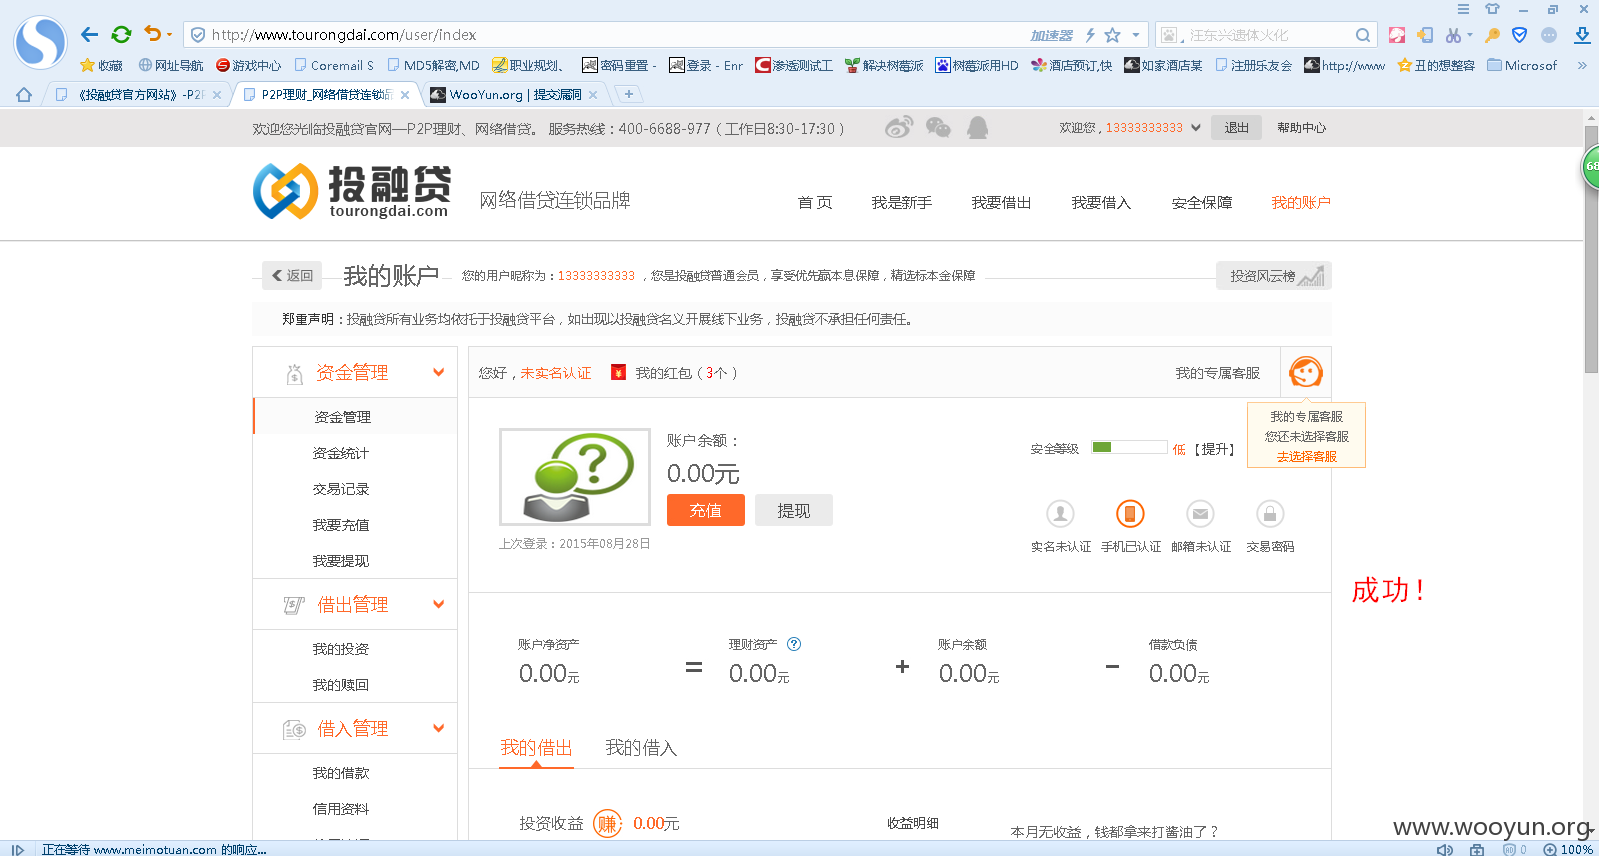 http://www.tourongdai.com/user/index
加速器
汪东兴遗体火化
收藏 网址导航 游戏中心 Coremail S MD5解密,MD 职业规划、 密码重置 - 登录 - Enr 渗透测试工 解决树莓派 树莓派用HD 酒店预订,快 如家酒店某 注册乐友会 http://www 丑的想整容 Microsof
《投融贷官方网站》-P2P P2P理财_网络借贷连锁品 WooYun.org | 提交漏洞
欢迎您光临投融贷官网—P2P理财、网络借贷。 服务热线：400-6688-977（工作日8:30-17:30）
欢迎您，13333333333 退出 帮助中心
投融贷
tourongdai.com
网络借贷连锁品牌
首 页 我是新手 我要借出 我要借入 安全保障 我的账户
返回 我的账户 您的用户昵称为：13333333333 ，您是投融贷普通会员，享受优先赢本息保障，精选标本金保障
投资风云榜
68
郑重声明：投融贷所有业务均依托于投融贷平台，如出现以投融贷名义开展线下业务，投融贷不承担任何责任。
资金管理
资金管理
资金统计
交易记录
我要充值
我要提现
借出管理
我的投资
我的赎回
借入管理
我的借款
信用资料
您好，未实名认证 我的红包（3个）
我的专属客服
我的专属客服
您还未选择客服
去选择客服
账户余额：
0.00元
充值 提现
上次登录：2015年08月28日
安全等级 低【提升】
实名未认证 手机已认证 邮箱未认证 交易密码
成功！
账户净资产 理财资产 ? 账户余额 借款负债
0.00元 = 0.00元 + 0.00元 − 0.00元
我的借出 我的借入
投资收益 赚 0.00元
收益明细
本月无收益，钱都拿来打酱油了？
www.wooyun.org
正在等待 www.meimotuan.com 的响应...
0 100%